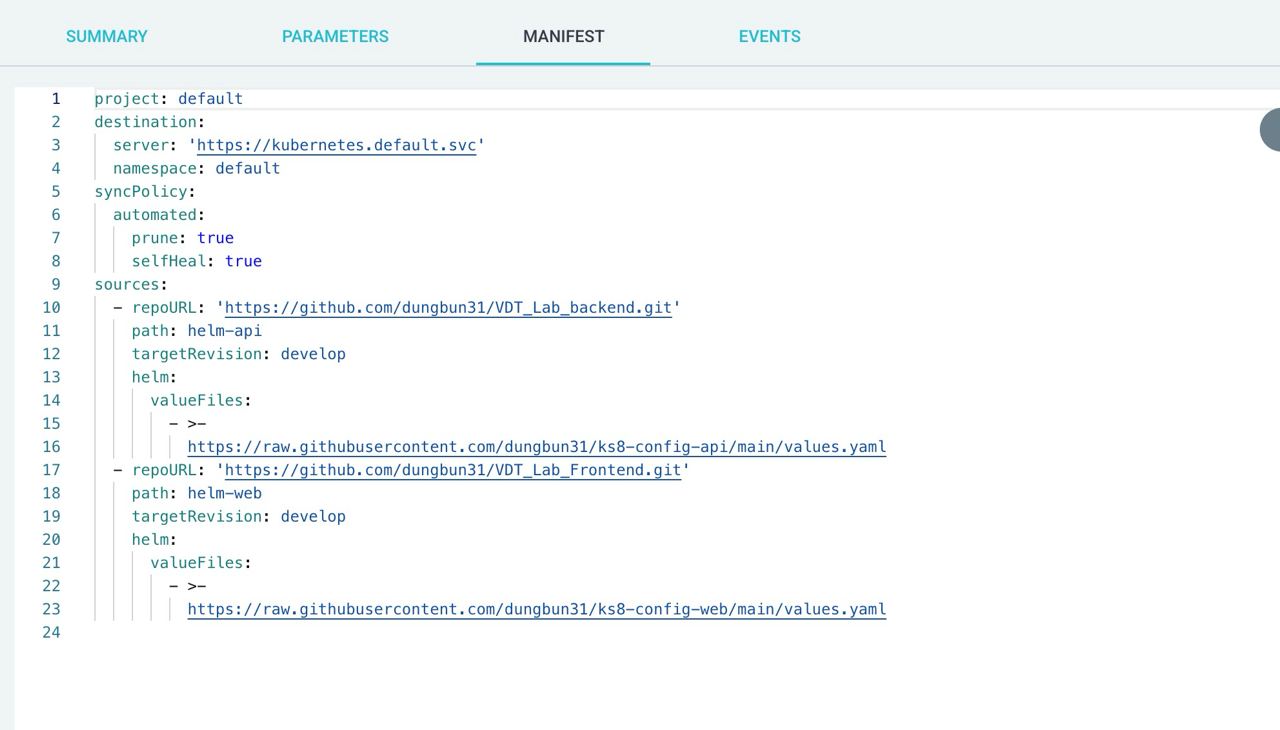 SUMMARY PARAMETERS MANIFEST EVENTS
1 project: default
2 destination:
3   server: 'https://kubernetes.default.svc'
4   namespace: default
5 syncPolicy:
6   automated:
7     prune: true
8     selfHeal: true
9 sources:
10   - repoURL: 'https://github.com/dungbun31/VDT_Lab_backend.git'
11     path: helm-api
12     targetRevision: develop
13     helm:
14       valueFiles:
15         - >-
16           https://raw.githubusercontent.com/dungbun31/ks8-config-api/main/values.yaml
17   - repoURL: 'https://github.com/dungbun31/VDT_Lab_Frontend.git'
18     path: helm-web
19     targetRevision: develop
20     helm:
21       valueFiles:
22         - >-
23           https://raw.githubusercontent.com/dungbun31/ks8-config-web/main/values.yaml
24